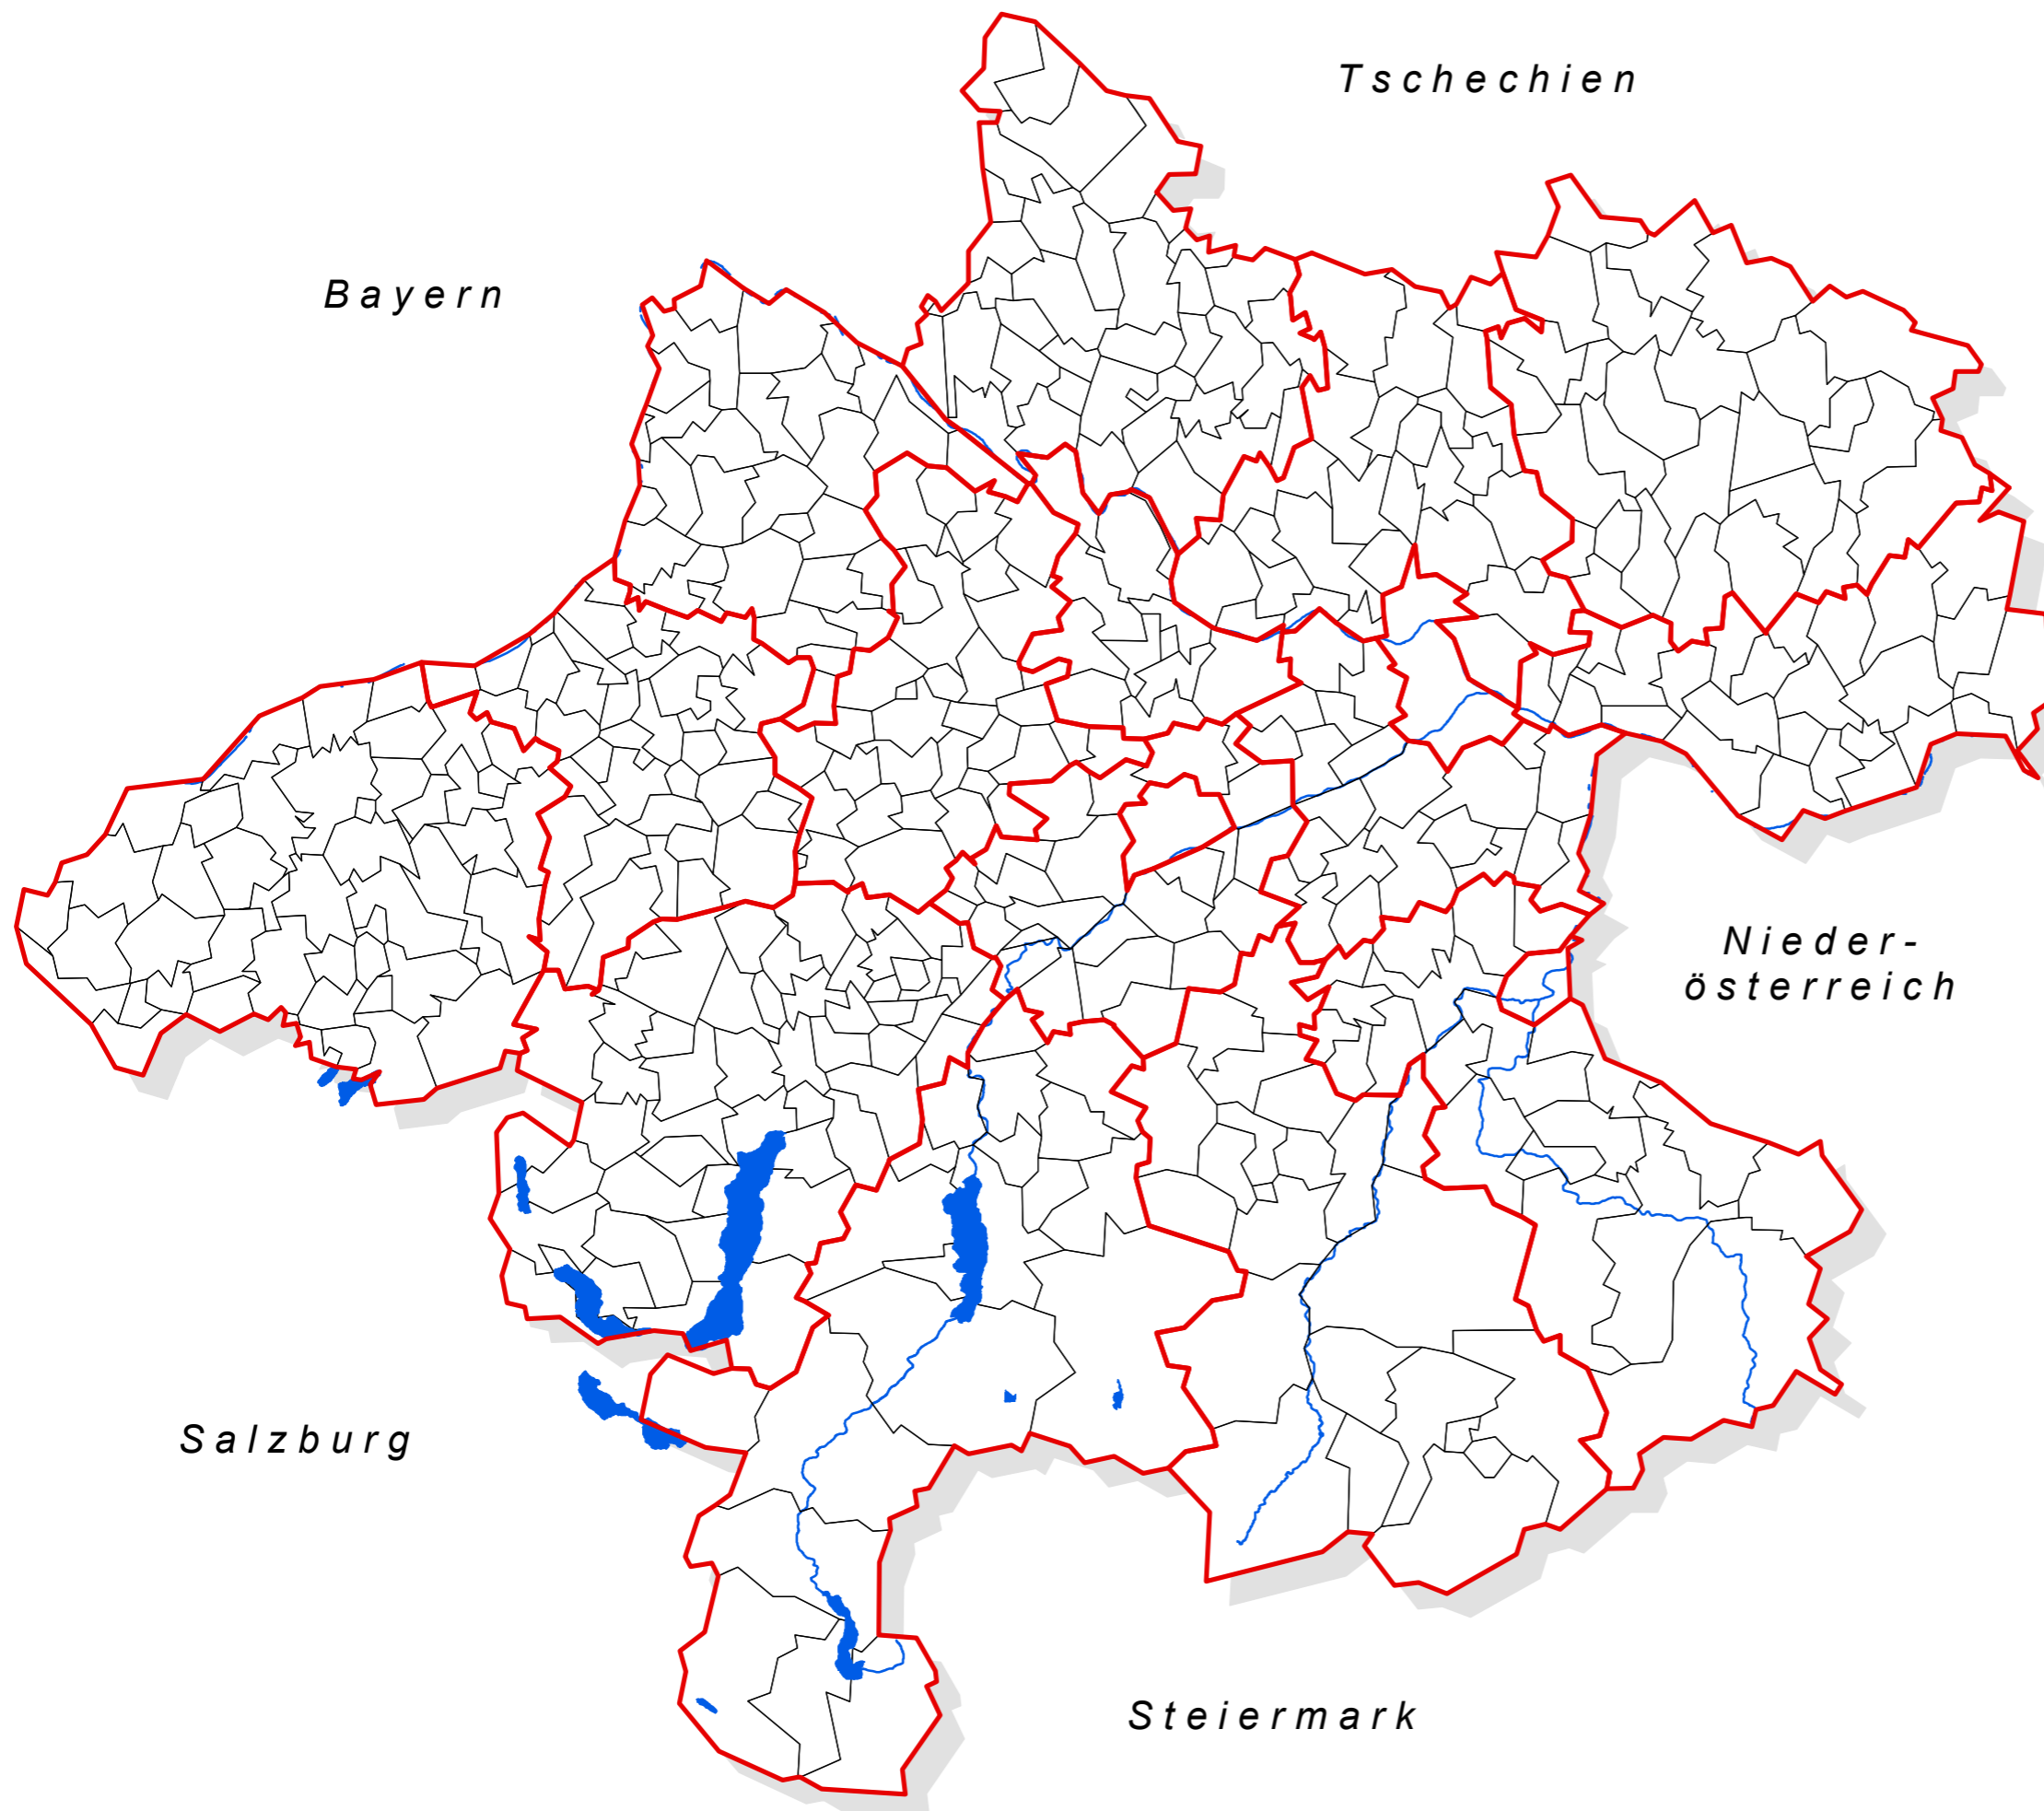 Tschechien
Bayern
Nieder-
österreich
Salzburg
Steiermark